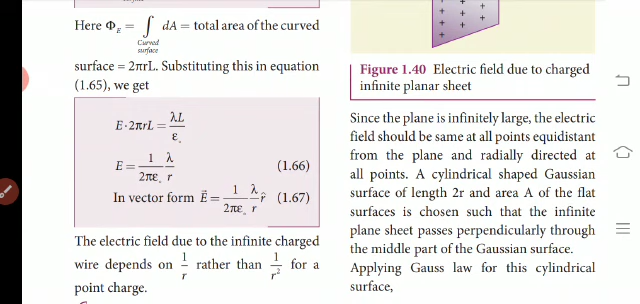 Here Φ_E = ∫ dA = total area of the curved
Curved
surface
surface = 2πrL. Substituting this in equation
(1.65), we get
E·2πrL = λL/ε∘
E = 1/2πε∘ λ/r (1.66)
In vector form E⃗ = 1/2πε∘ λ/r r̂ (1.67)
The electric field due to the infinite charged
wire depends on 1/r rather than 1/r² for a
point charge.
+ + +
+ + +
+ +
Figure 1.40 Electric field due to charged
infinite planar sheet
Since the plane is infinitely large, the electric
field should be same at all points equidistant
from the plane and radially directed at
all points. A cylindrical shaped Gaussian
surface of length 2r and area A of the flat
surfaces is chosen such that the infinite
plane sheet passes perpendicularly through
the middle part of the Gaussian surface.
Applying Gauss law for this cylindrical
surface,